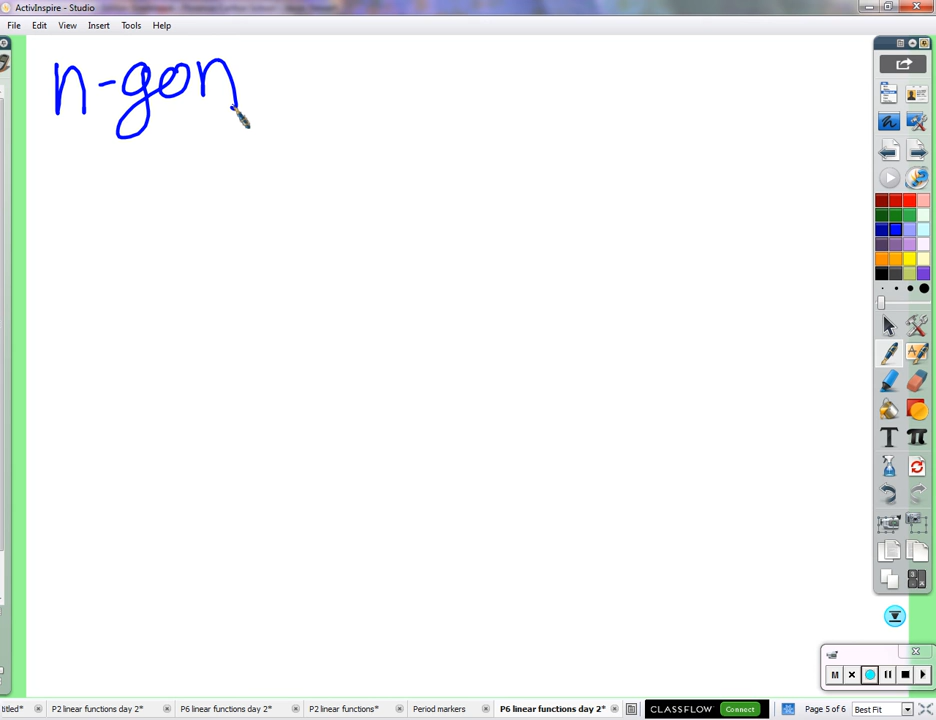 ActivInspire - Studio
File Edit View Insert Tools Help
n-gon
itled* P2 linear functions day 2* P6 linear functions day 2* P2 linear functions* Period markers P6 linear functions day 2* CLASSFLOW Connect Page 5 of 6 Best Fit
M